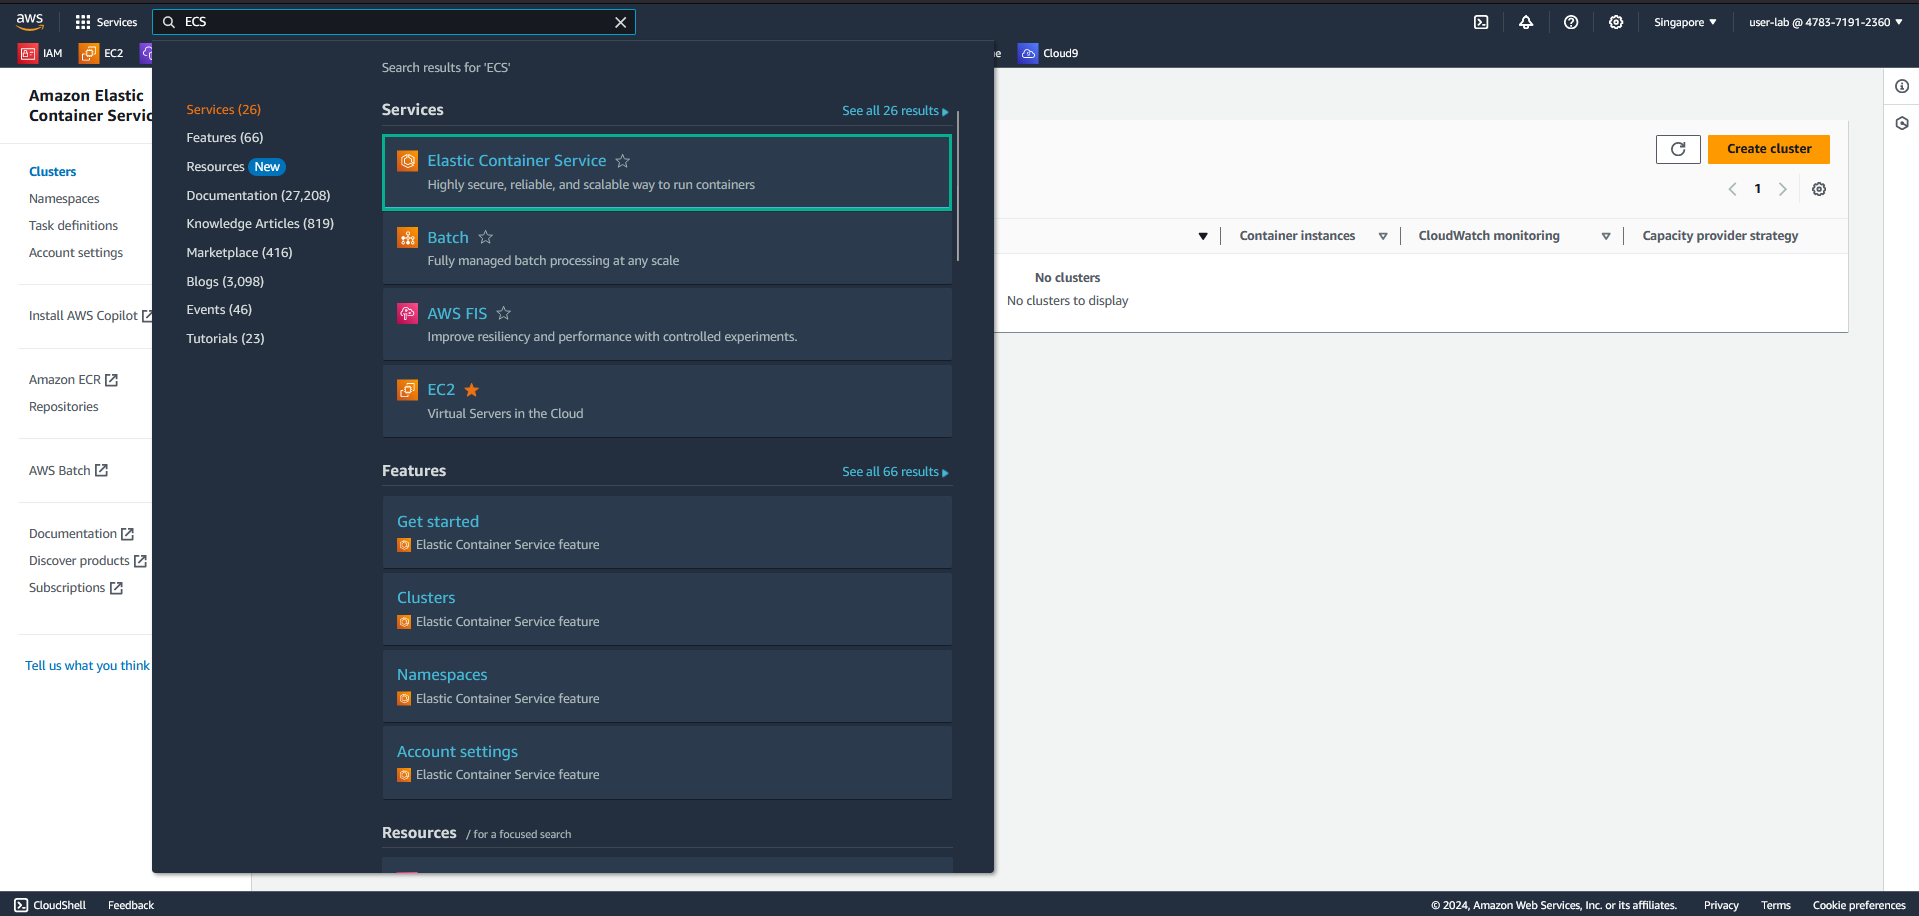 aws
Services
ECS
Singapore
user-lab @ 4783-7191-2360
IAM
EC2
Cloud9
Amazon Elastic
Container Servic
Clusters
Namespaces
Task definitions
Account settings
Install AWS Copilot
Amazon ECR
Repositories
AWS Batch
Documentation
Discover products
Subscriptions
Tell us what you think
Search results for 'ECS'
Services (26)
Features (66)
Resources New
Documentation (27,208)
Knowledge Articles (819)
Marketplace (416)
Blogs (3,098)
Events (46)
Tutorials (23)
Services
See all 26 results
Elastic Container Service
Highly secure, reliable, and scalable way to run containers
Batch
Fully managed batch processing at any scale
AWS FIS
Improve resiliency and performance with controlled experiments.
EC2
Virtual Servers in the Cloud
Features
See all 66 results
Get started
Elastic Container Service feature
Clusters
Elastic Container Service feature
Namespaces
Elastic Container Service feature
Account settings
Elastic Container Service feature
Resources / for a focused search
Create cluster
1
Container instances
CloudWatch monitoring
Capacity provider strategy
No clusters
No clusters to display
CloudShell
Feedback
© 2024, Amazon Web Services, Inc. or its affiliates.
Privacy
Terms
Cookie preferences